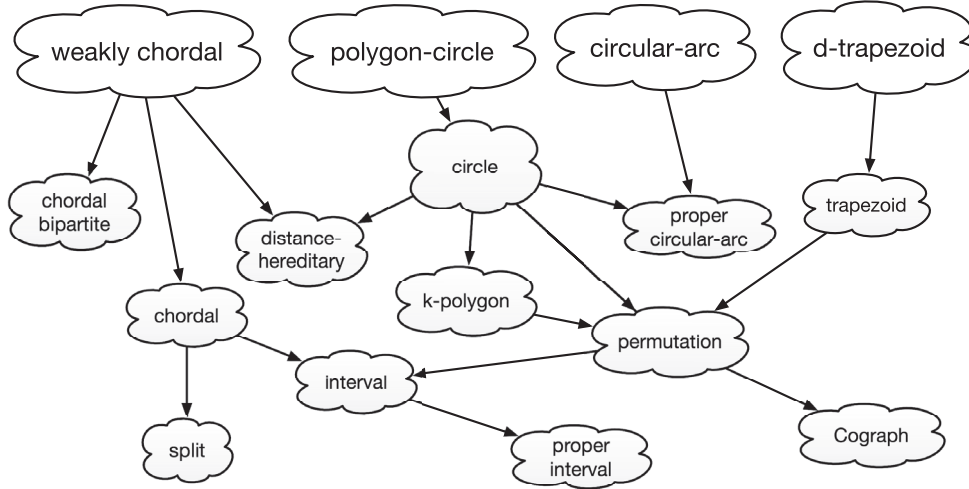 weakly chordal
polygon-circle
circular-arc
d-trapezoid
circle
chordal
bipartite
distance-
hereditary
proper
circular-arc
trapezoid
k-polygon
chordal
permutation
interval
split
proper
interval
Cograph